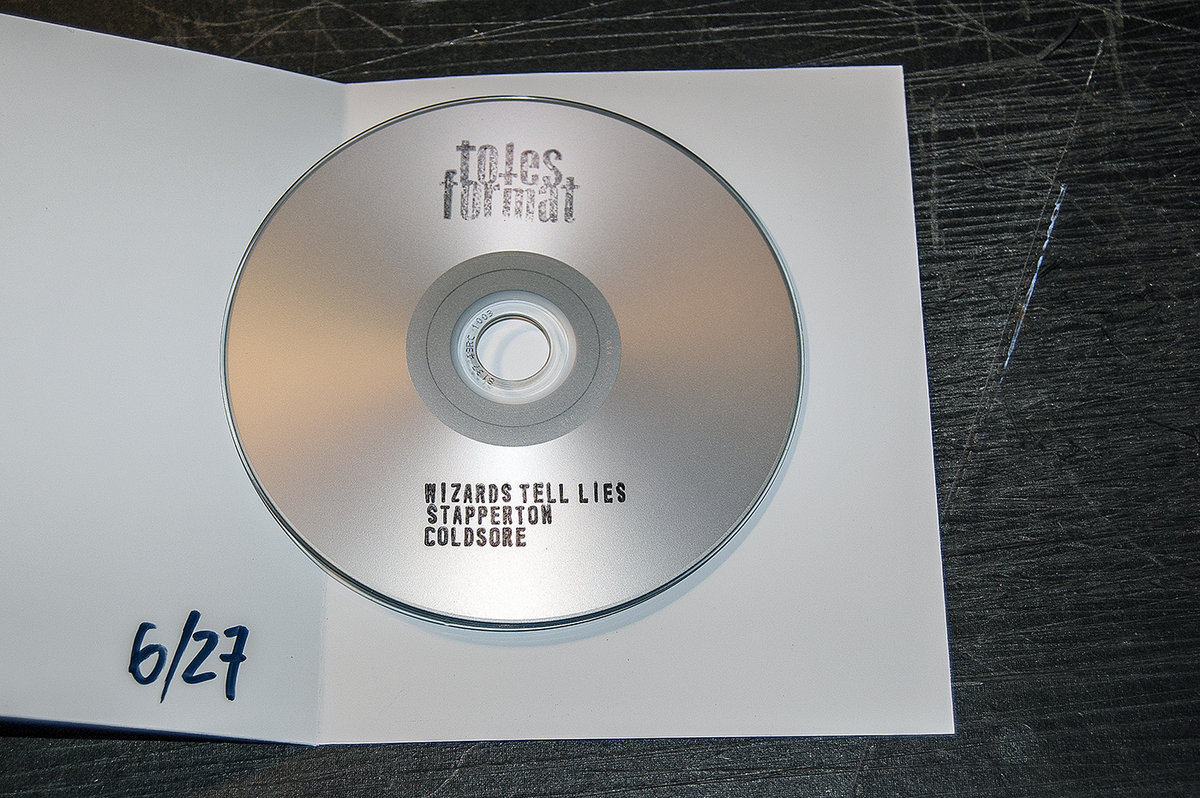 totes
format
WIZARDS TELL LIES
STAPPERTON
COLDSORE
6/27